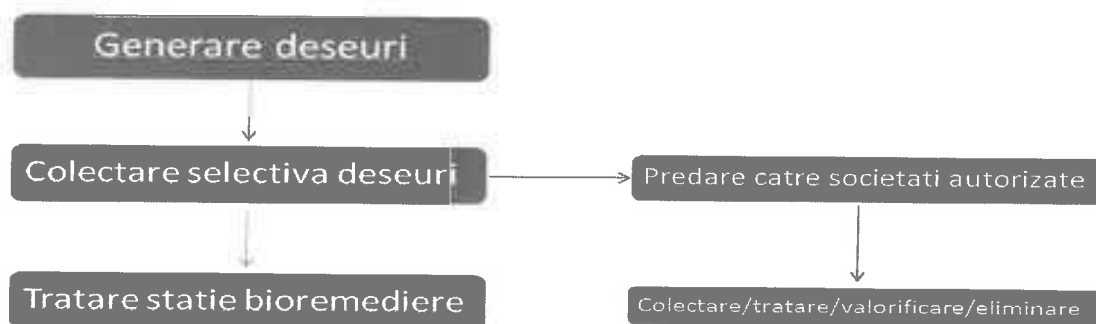 Generare deseuri
Colectare selectiva deseuri
Predare catre societati autorizate
Tratare statie bioremediere
Colectare/tratare/valorificare/eliminare